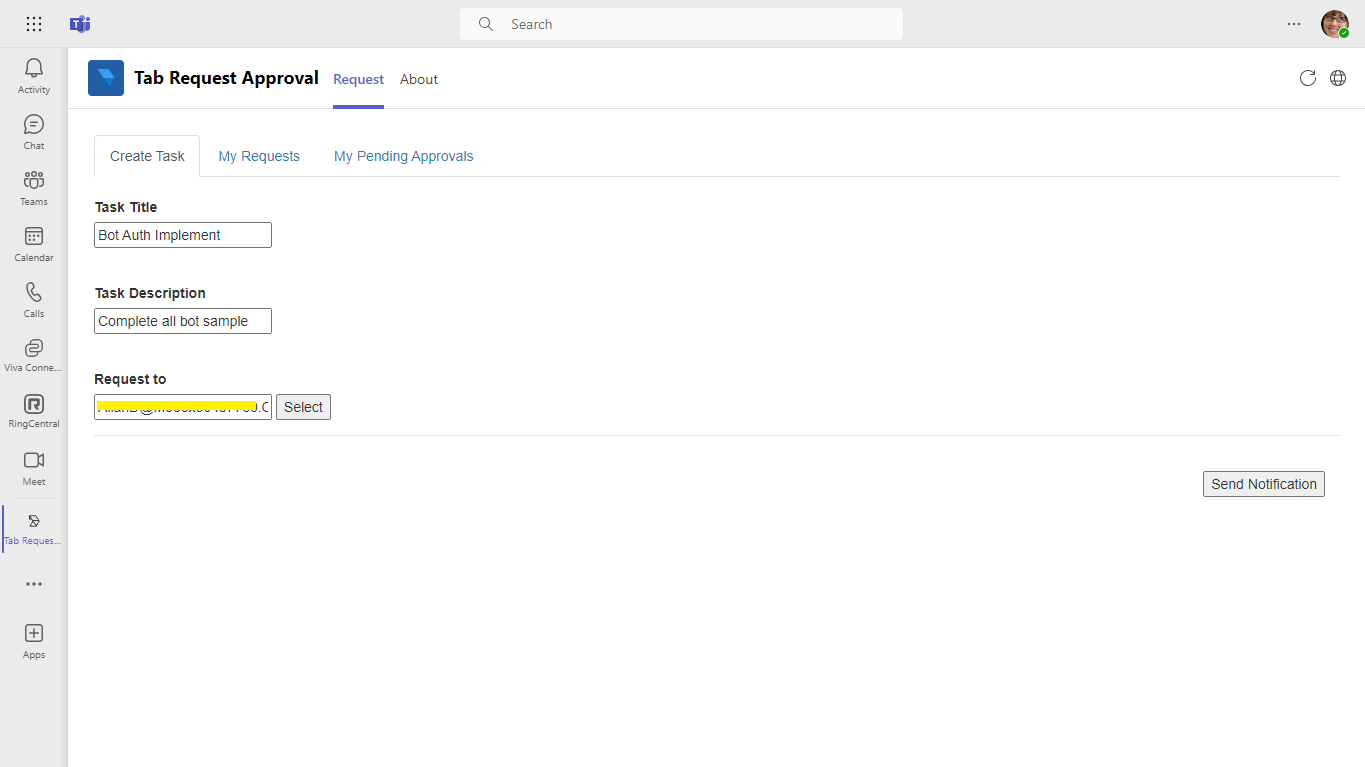 Search
Activity
Chat
Teams
Calendar
Calls
Viva Conne...
RingCentral
Meet
Tab Reques...
Apps
Tab Request Approval
Request
About
Create Task
My Requests
My Pending Approvals
Task Title
Bot Auth Implement
Task Description
Complete all bot sample
Request to
Select
Send Notification